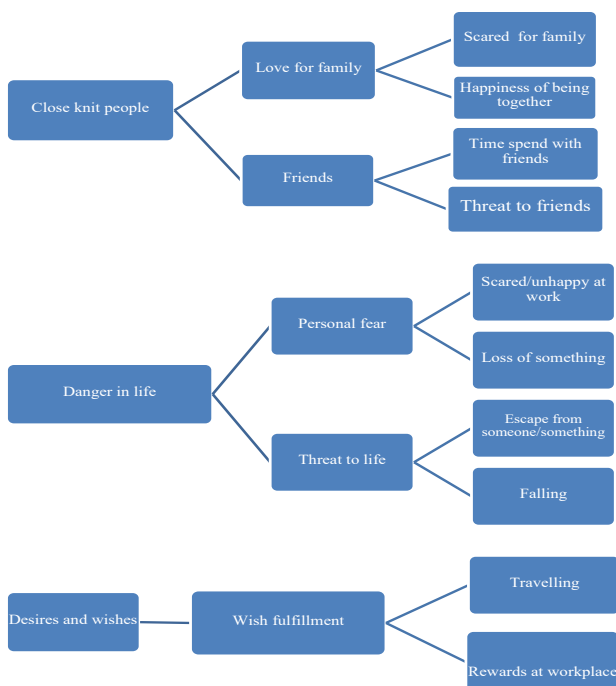 Close knit people
Love for family
Scared for family
Happiness of being
together
Friends
Time spend with
friends
Threat to friends
Danger in life
Personal fear
Scared/unhappy at
work
Loss of something
Threat to life
Escape from
someone/something
Falling
Desires and wishes
Wish fulfillment
Travelling
Rewards at workplace